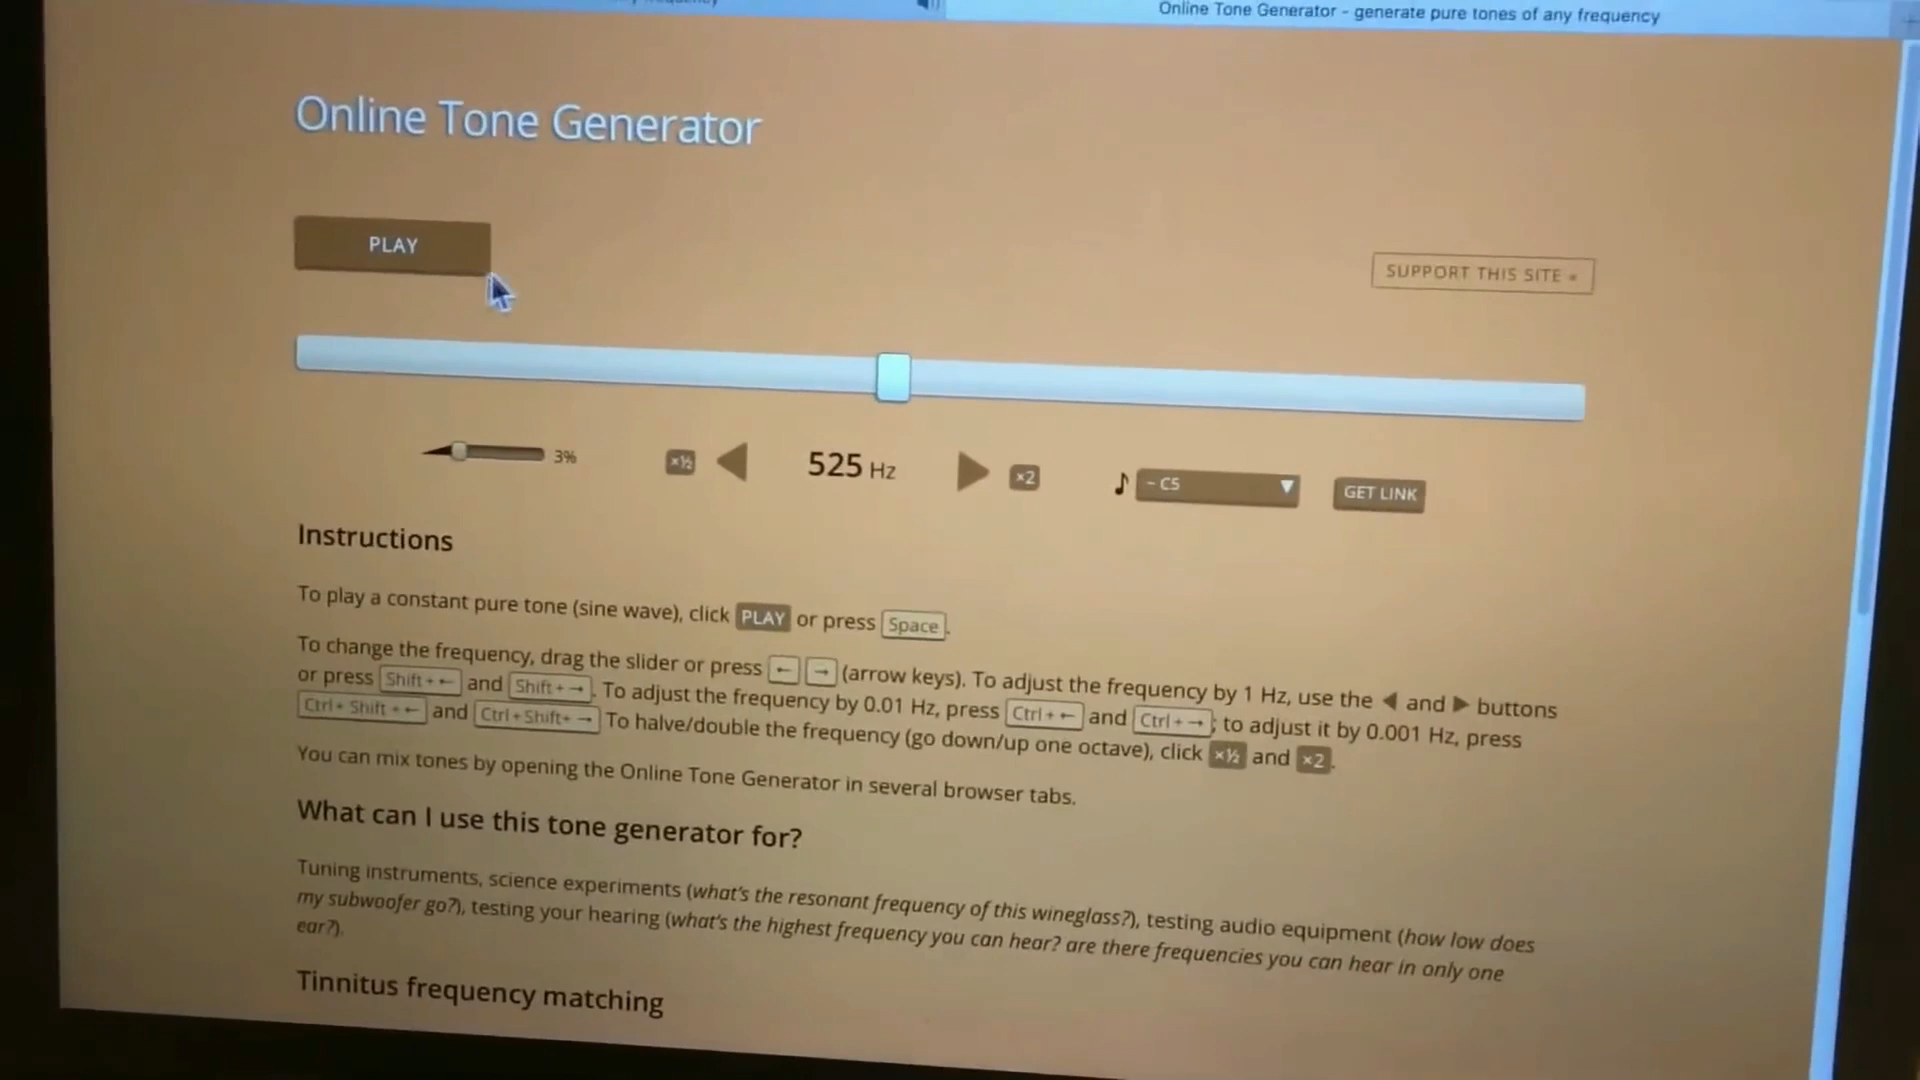 frequency
Online Tone Generator - generate pure tones of any frequency
Online Tone Generator
PLAY
SUPPORT THIS SITE »
3%
×½
525 Hz
×2
~ C5
GET LINK
Instructions
To play a constant pure tone (sine wave), click PLAY or press Space.
To change the frequency, drag the slider or press ← → (arrow keys). To adjust the frequency by 1 Hz, use the ◀ and ▶ buttons
or press Shift + ← and Shift + →. To adjust the frequency by 0.01 Hz, press Ctrl + ← and Ctrl + →; to adjust it by 0.001 Hz, press
Ctrl + Shift + ← and Ctrl + Shift + → To halve/double the frequency (go down/up one octave), click ×½ and ×2.
You can mix tones by opening the Online Tone Generator in several browser tabs.
What can I use this tone generator for?
Tuning instruments, science experiments (what's the resonant frequency of this wineglass?), testing audio equipment (how low does
my subwoofer go?), testing your hearing (what's the highest frequency you can hear? are there frequencies you can hear in only one
ear?).
Tinnitus frequency matching